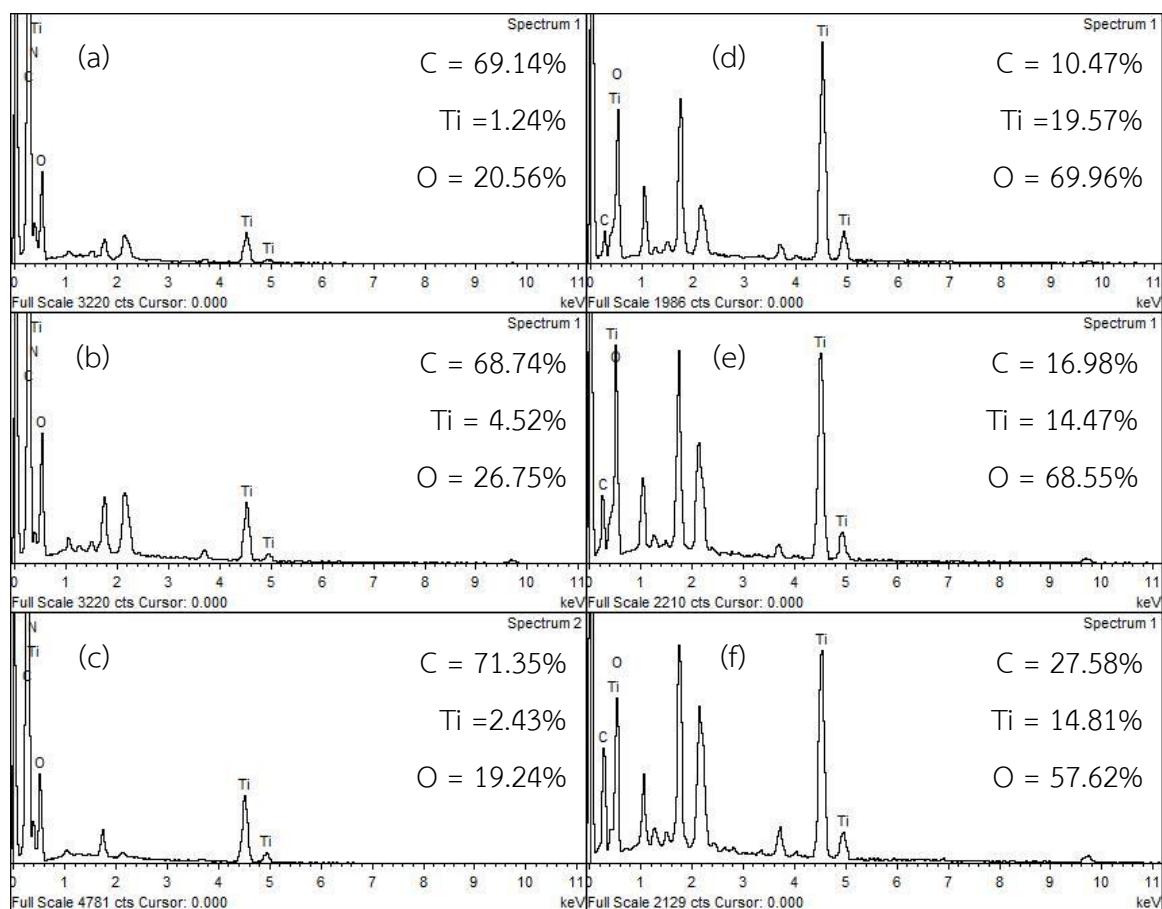 Spectrum 1
(a)
Ti
N
C
O
Ti
Ti
C = 69.14%
Ti =1.24%
O = 20.56%
0 1 2 3 4 5 6 7 8 9 10 11
Full Scale 3220 cts Cursor: 0.000 keV
Spectrum 1
(d)
O
Ti
C
Ti
Ti
C = 10.47%
Ti =19.57%
O = 69.96%
0 1 2 3 4 5 6 7 8 9 10 11
Full Scale 1986 cts Cursor: 0.000 keV
Spectrum 1
(b)
Ti
N
C
O
Ti
Ti
C = 68.74%
Ti = 4.52%
O = 26.75%
0 1 2 3 4 5 6 7 8 9 10 11
Full Scale 3220 cts Cursor: 0.000 keV
Spectrum 1
(e)
Ti
O
C
Ti
Ti
C = 16.98%
Ti = 14.47%
O = 68.55%
0 1 2 3 4 5 6 7 8 9 10 11
Full Scale 2210 cts Cursor: 0.000 keV
Spectrum 2
(c)
N
Ti
C
O
Ti
Ti
C = 71.35%
Ti =2.43%
O = 19.24%
0 1 2 3 4 5 6 7 8 9 10 11
Full Scale 4781 cts Cursor: 0.000 keV
Spectrum 1
(f)
O
Ti
C
Ti
Ti
C = 27.58%
Ti = 14.81%
O = 57.62%
0 1 2 3 4 5 6 7 8 9 10 11
Full Scale 2129 cts Cursor: 0.000 keV